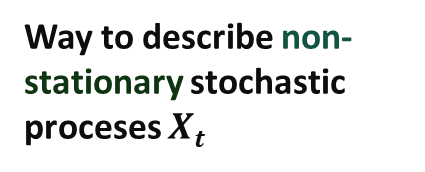 Way to describe non-
stationary stochastic
proceses Xₜ